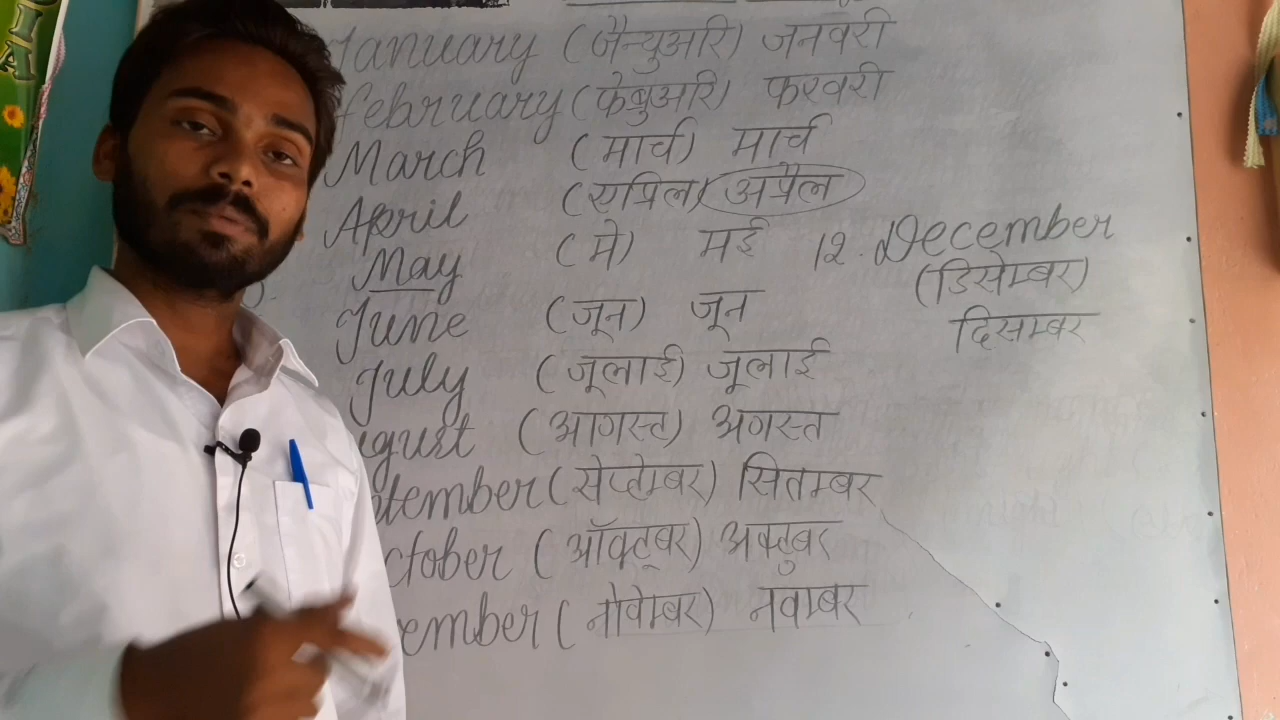 January (जैन्युअरि) जनवरी
february (फेब्रुअरि) फरवरी
March (मार्च) मार्च
April (एप्रिल) अप्रैल
May (मे) मई
June (जून) जून
July (जूलाई) जूलाई
ugust (आगस्ट) अगस्त
tember (सेप्टेम्बर) सितम्बर
ctober (ऑक्टूबर) अक्टुबर
ember (नोवेम्बर) नवम्बर
12. December
(डिसेम्बर)
दिसम्बर